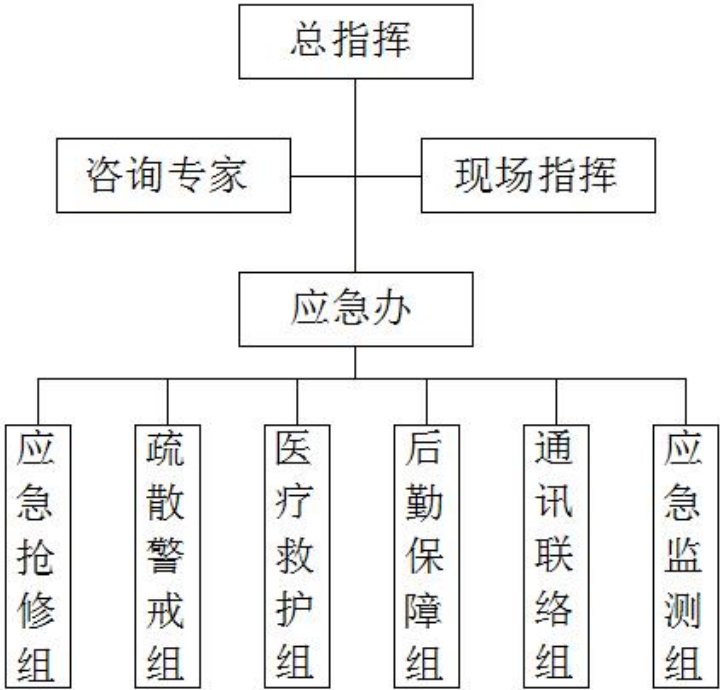 总指挥
咨询专家
现场指挥
应急办
应急抢修组
疏散警戒组
医疗救护组
后勤保障组
通讯联络组
应急监测组